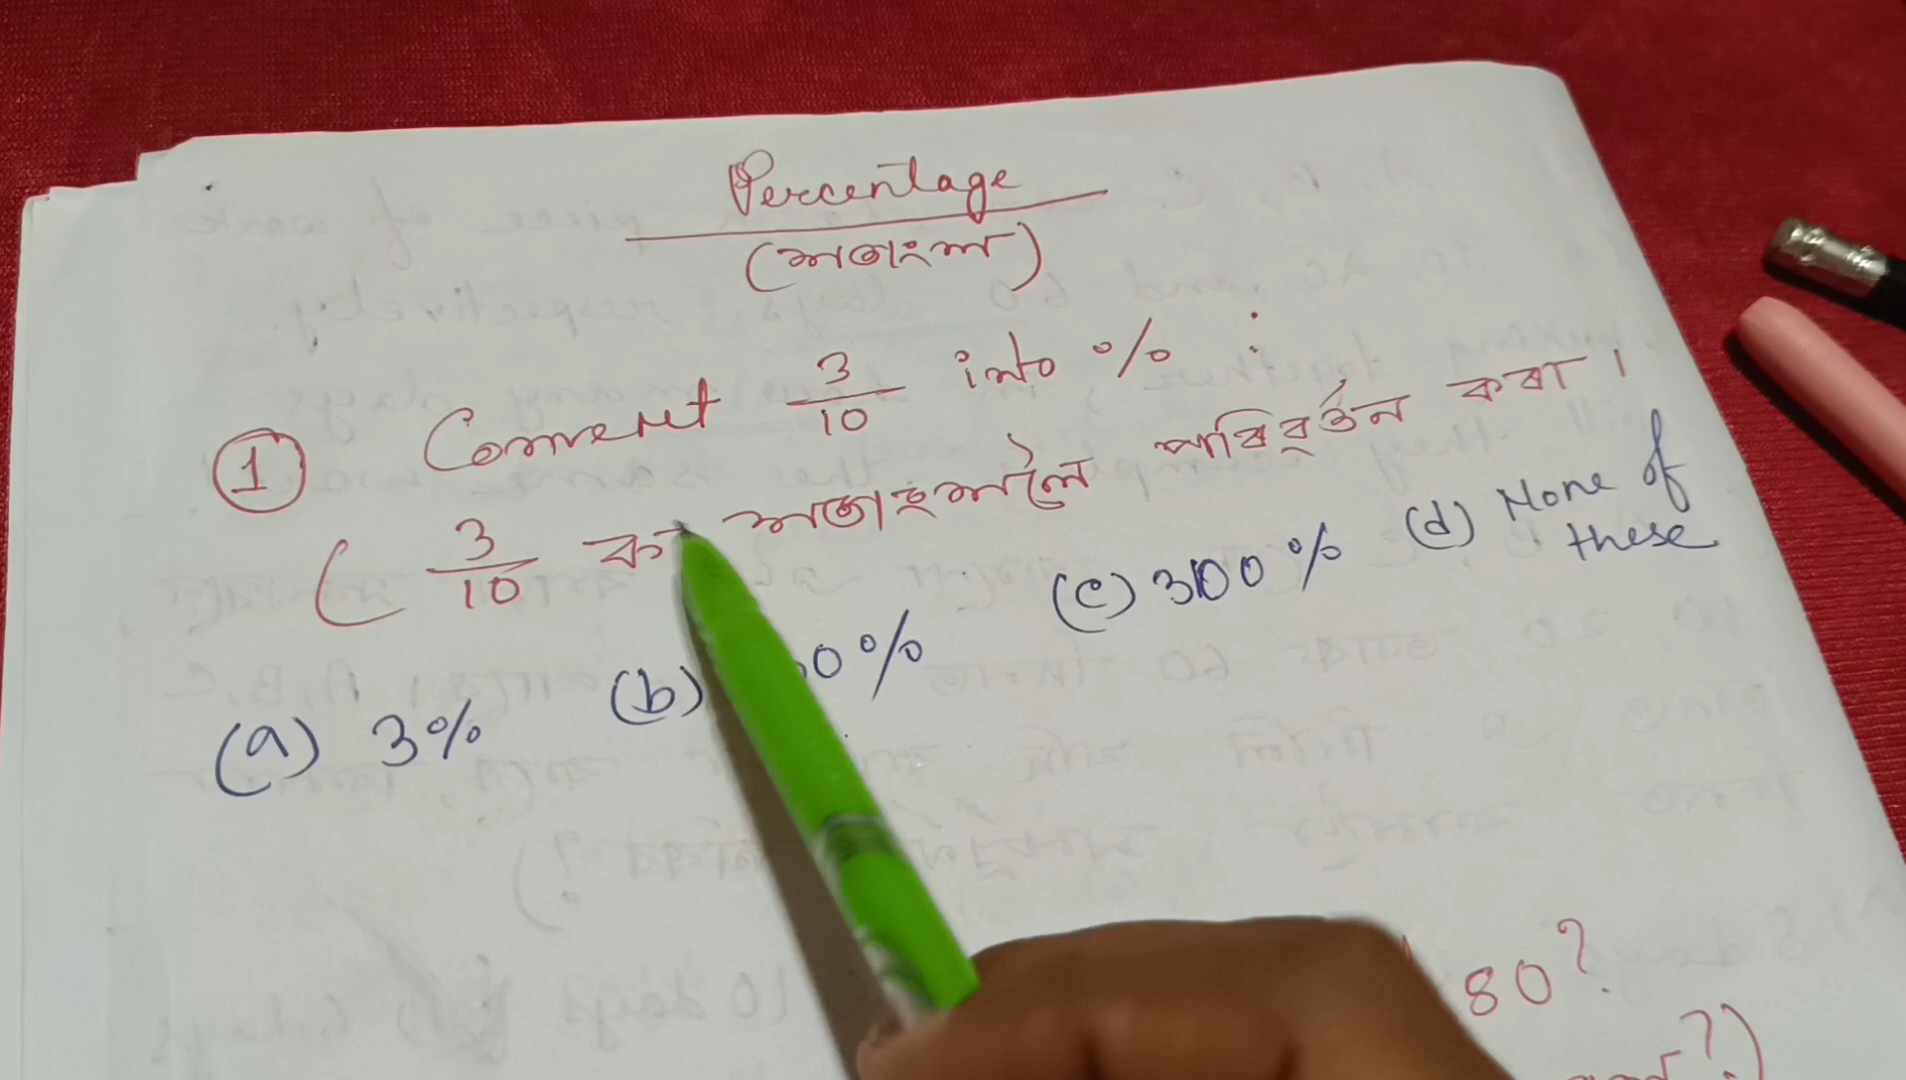 Percentage
(শতাংশ)
① Convert 3/10 into % :
( 3/10 ক শতাংশলৈ পৰিবৰ্তন কৰা ।
(a) 3% (b) 0% (c) 300% (d) None of these
80?
?)